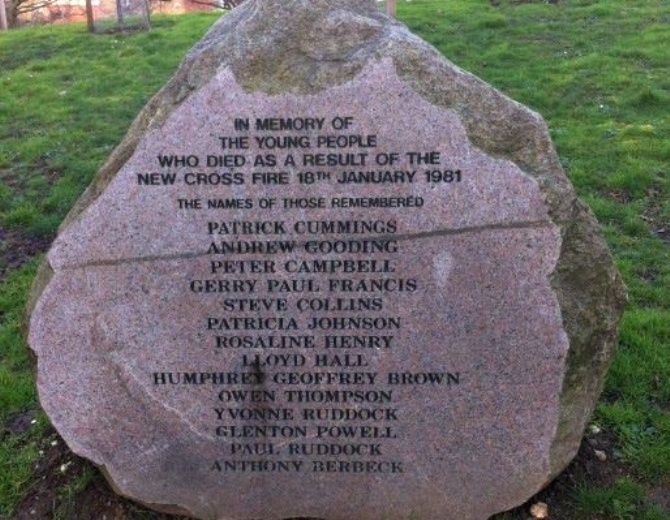 IN MEMORY OF
THE YOUNG PEOPLE
WHO DIED AS A RESULT OF THE
NEW CROSS FIRE 18TH JANUARY 1981
THE NAMES OF THOSE REMEMBERED
PATRICK CUMMINGS
ANDREW GOODING
PETER CAMPBELL
GERRY PAUL FRANCIS
STEVE COLLINS
PATRICIA JOHNSON
ROSALINE HENRY
LLOYD HALL
HUMPHREY GEOFFREY BROWN
OWEN THOMPSON
YVONNE RUDDOCK
GLENTON POWELL
PAUL RUDDOCK
ANTHONY BERBECK